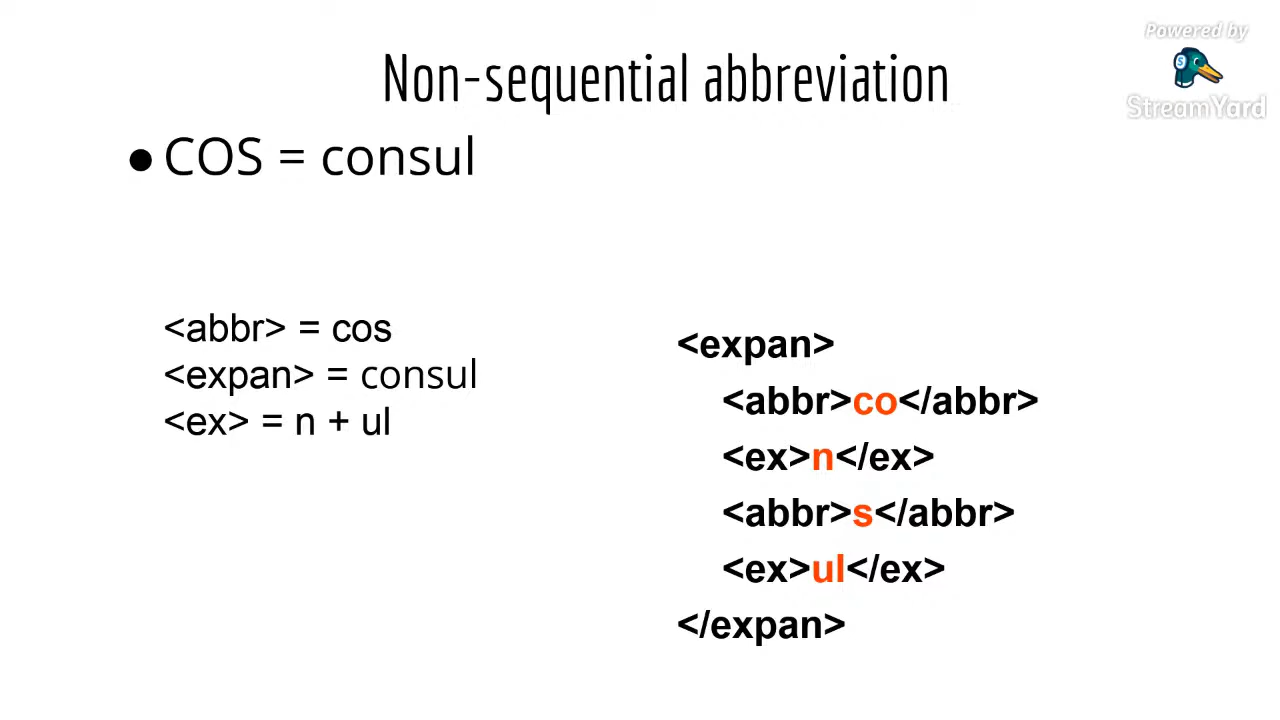 Powered by
StreamYard
Non-sequential abbreviation
●COS = consul
<abbr> = cos
<expan> = consul
<ex> = n + ul
<expan>
<abbr>co</abbr>
<ex>n</ex>
<abbr>s</abbr>
<ex>ul</ex>
</expan>